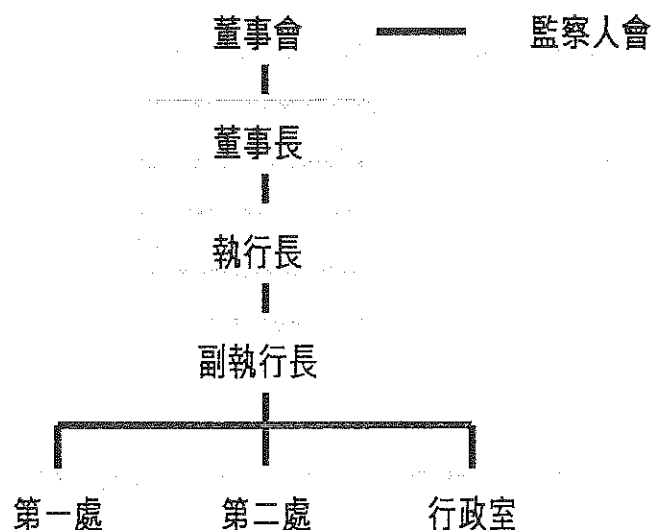 董事會 監察人會
董事長
執行長
副執行長
第一處 第二處 行政室